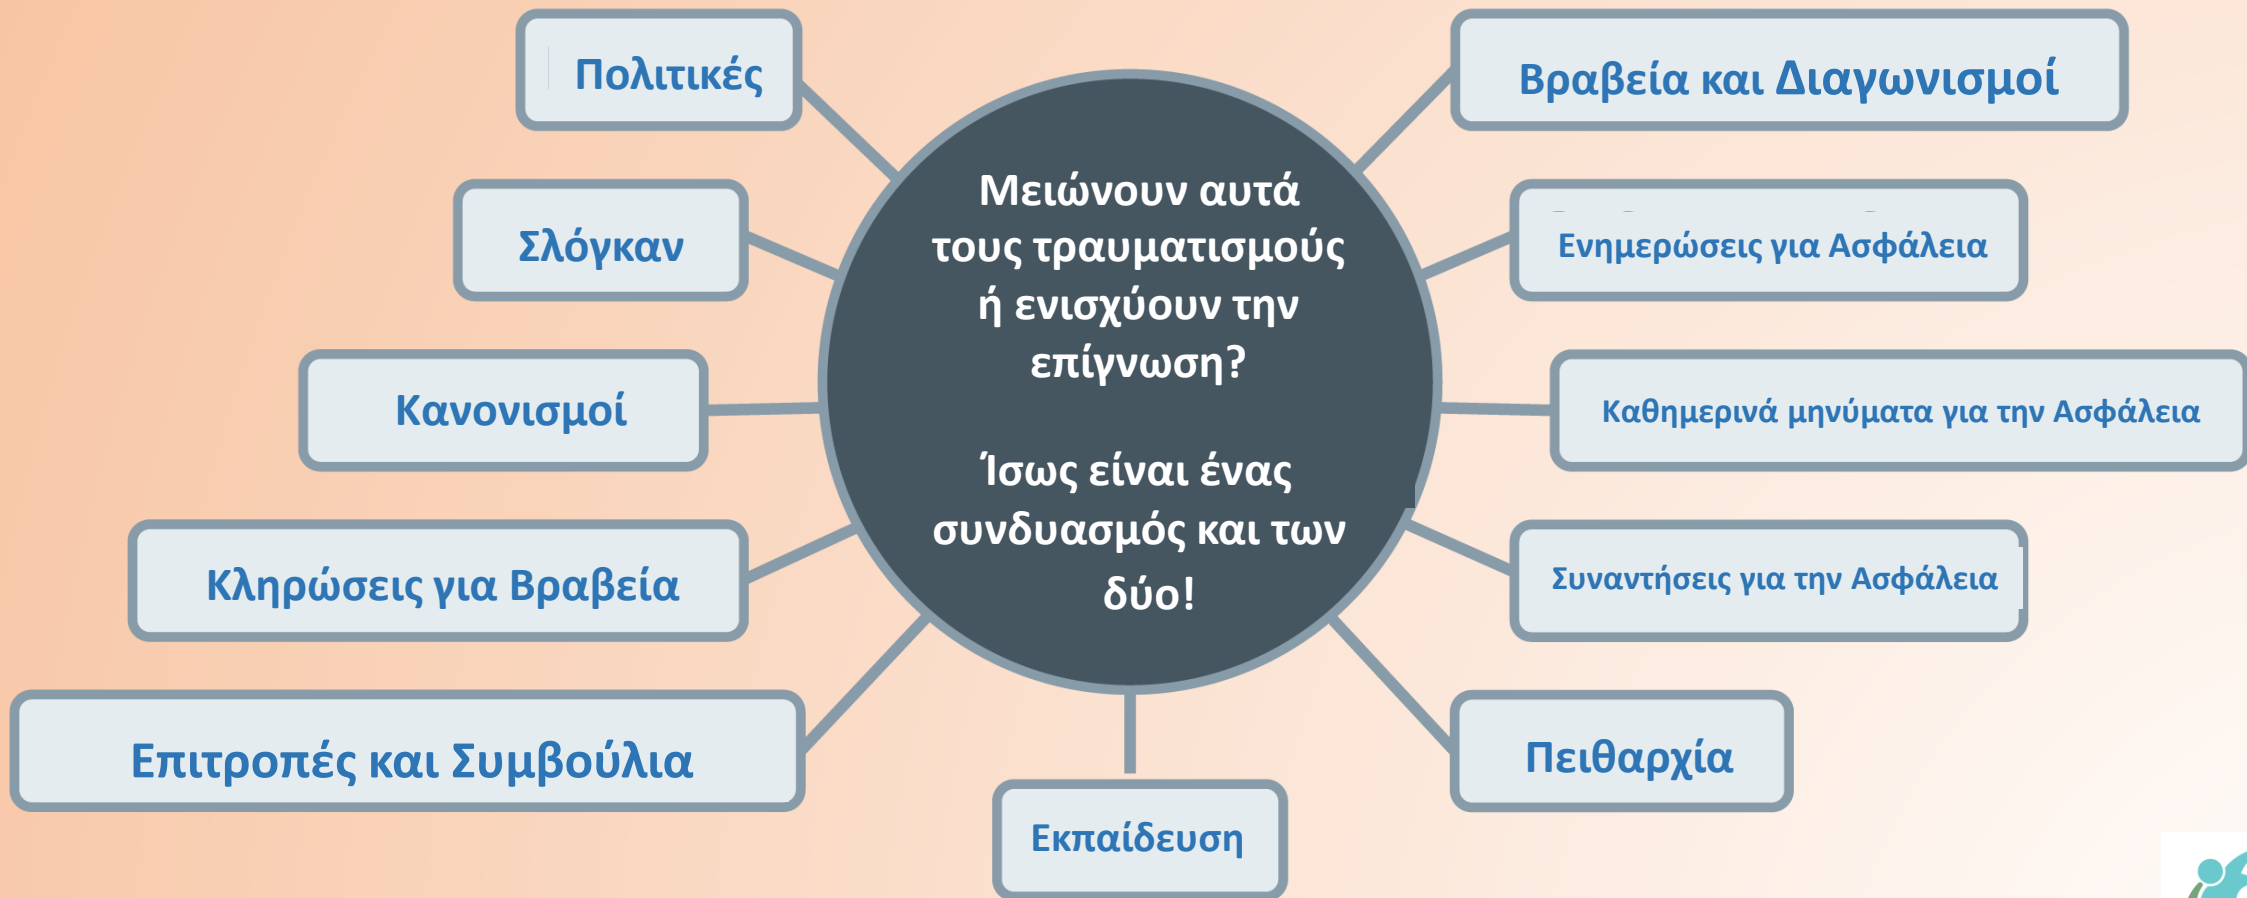 Πολιτικές
Σλόγκαν
Κανονισμοί
Κληρώσεις για Βραβεία
Επιτροπές και Συμβούλια
Μειώνουν αυτά
τους τραυματισμούς
ή ενισχύουν την
επίγνωση?
Ίσως είναι ένας
συνδυασμός και των
δύο!
Εκπαίδευση
Βραβεία και Διαγωνισμοί
Ενημερώσεις για Ασφάλεια
Καθημερινά μηνύματα για την Ασφάλεια
Συναντήσεις για την Ασφάλεια
Πειθαρχία